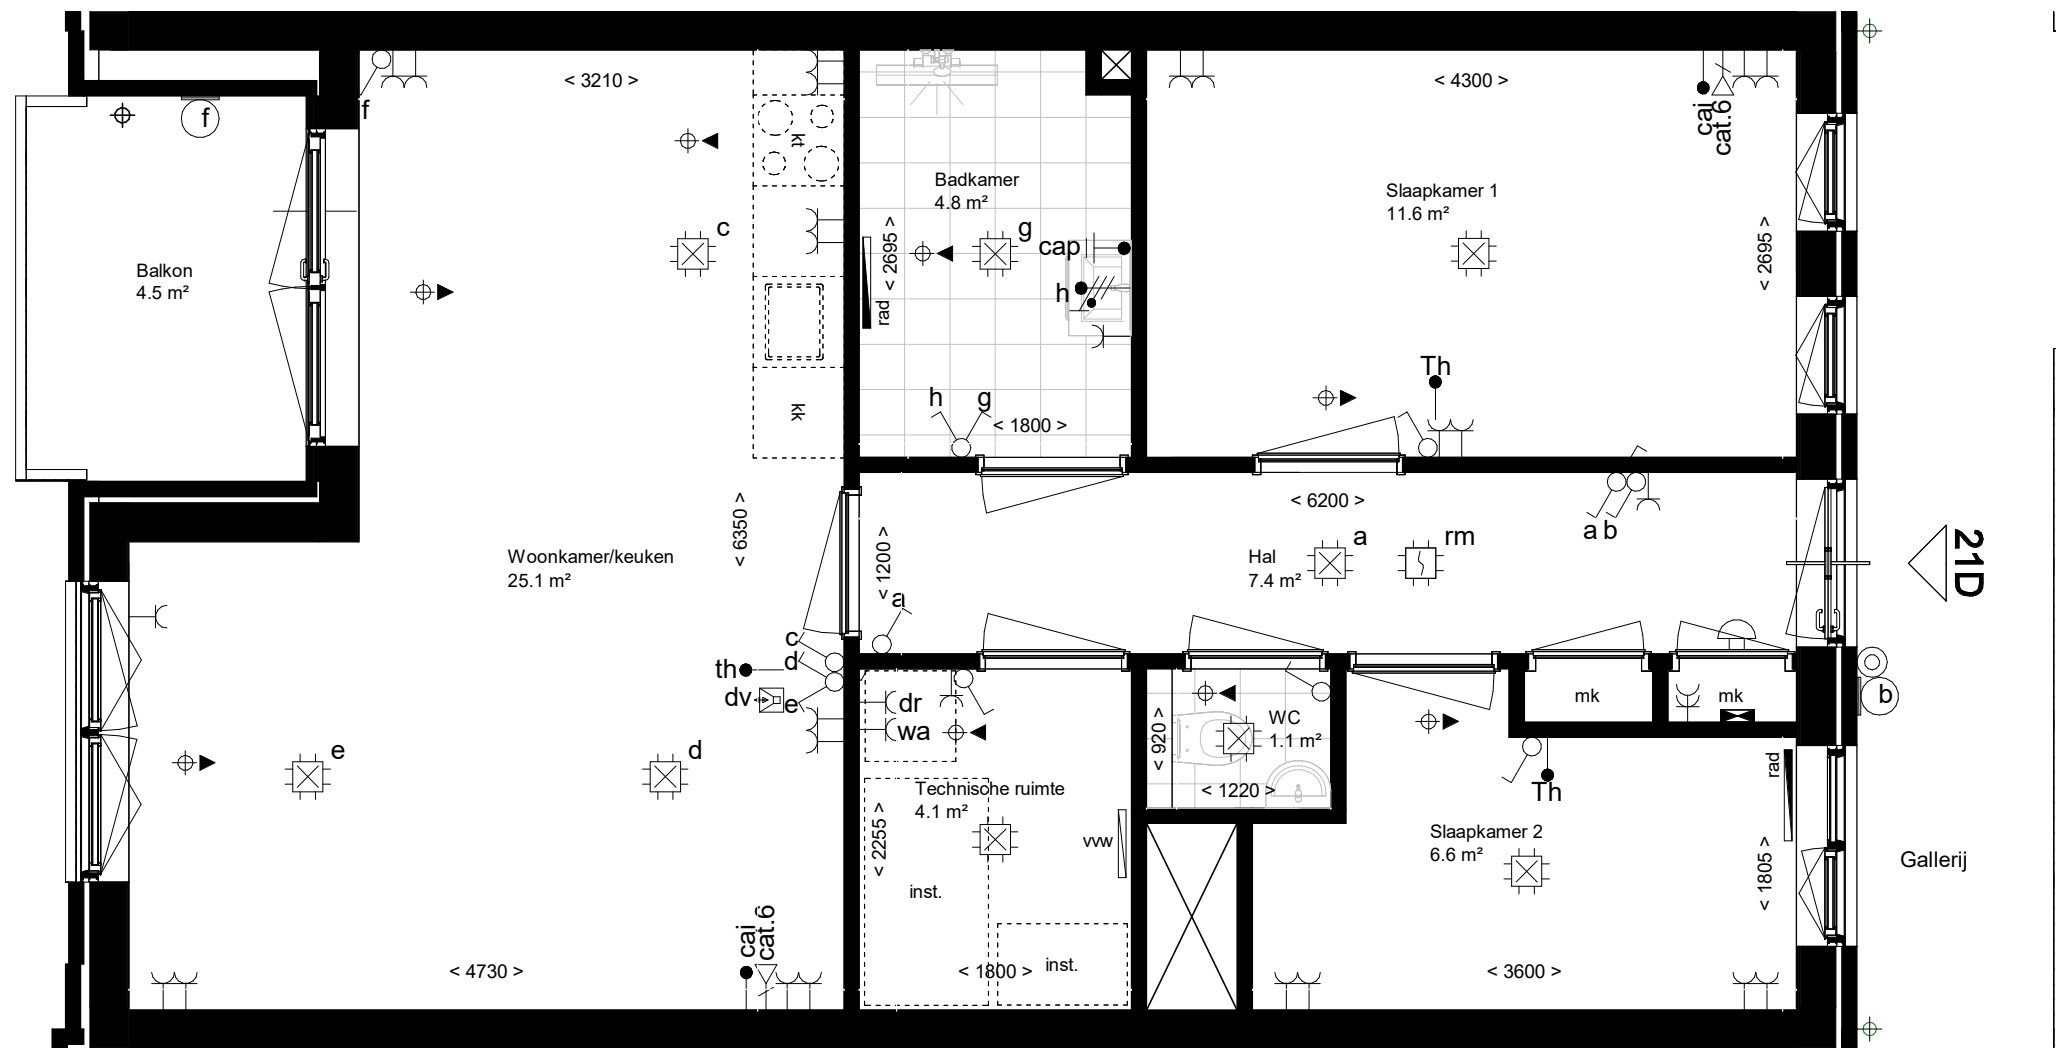 < 3210 >
< 4300 >
f
f
kt
cai
cat.6
Badkamer
4.8 m²
Slaapkamer 1
11.6 m²
c
g
cap
< 2695 >
< 2695 >
Balkon
4.5 m²
h
rad
Th
h
g
kk
< 1800 >
< 6350 >
< 6200 >
a b
Woonkamer/keuken
25.1 m²
< 1200 >
Hal
7.4 m²
a
rm
21D
a
c
d
th
dv
e
dr
wa
mk
mk
b
WC
1.1 m²
< 920 >
e
d
< 1220 >
rad
Th
Technische ruimte
4.1 m²
< 2255 >
vvw
Slaapkamer 2
6.6 m²
< 1805 >
Gallerij
inst.
cai
cat.6
< 4730 >
< 1800 >
inst.
< 3600 >